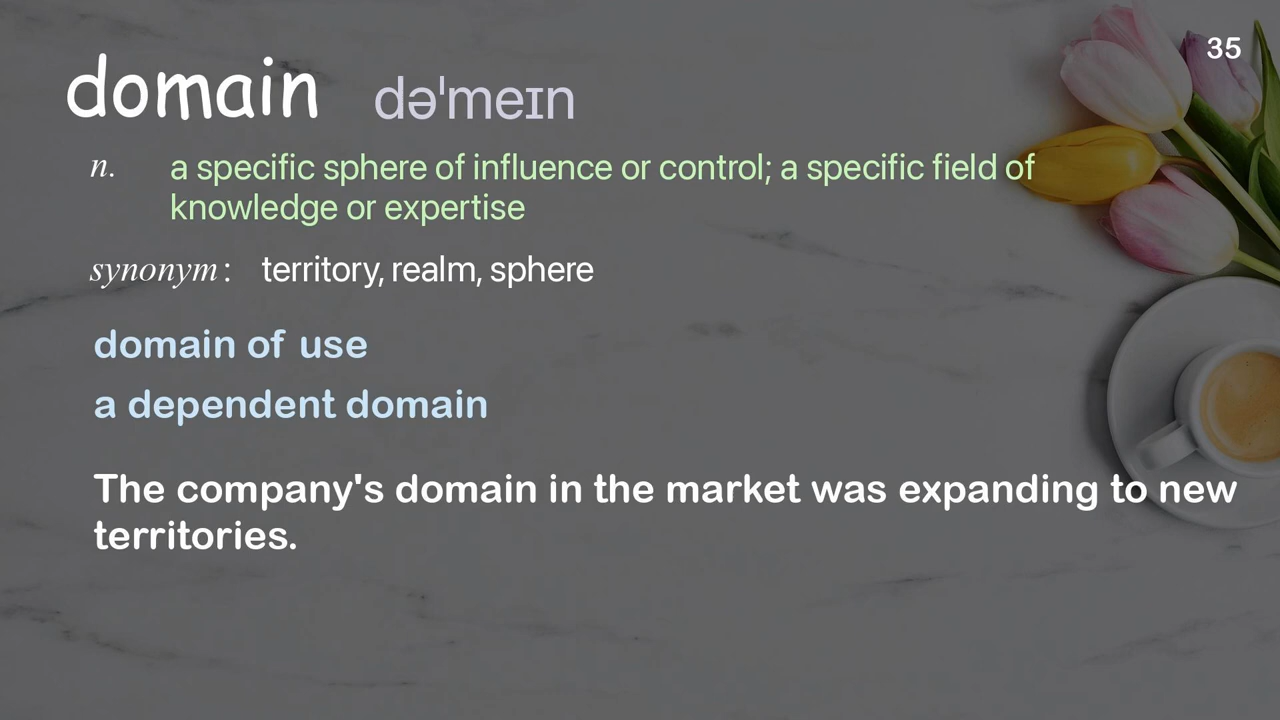 35
domain dəˈmeɪn
n. a specific sphere of influence or control; a specific field of
knowledge or expertise
synonym: territory, realm, sphere
domain of use
a dependent domain
The company's domain in the market was expanding to new
territories.